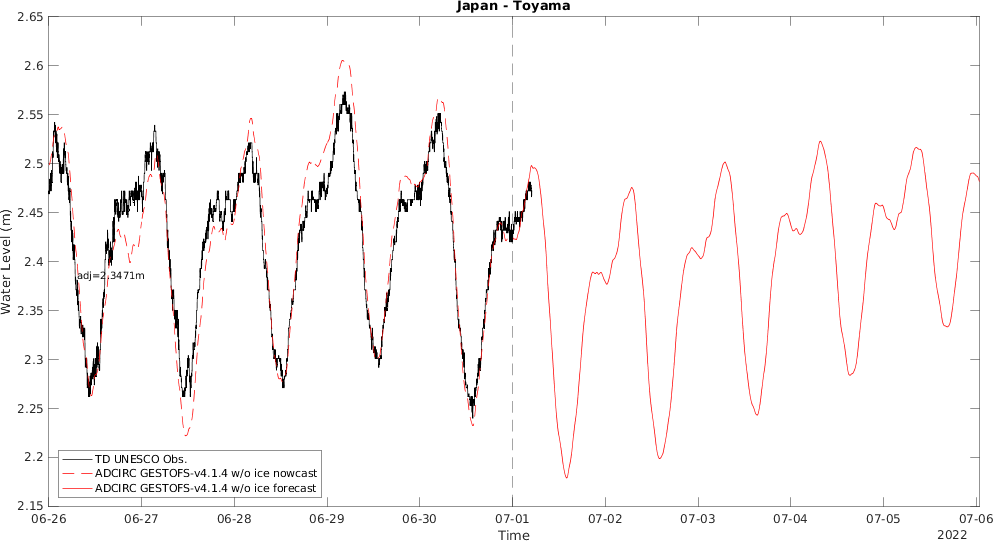 Japan - Toyama
2.65
2.6
2.55
2.5
2.45
2.4
2.35
2.3
2.25
2.2
2.15
Water Level (m)
adj=2.3471m
TD UNESCO Obs.
ADCIRC GESTOFS-v4.1.4 w/o ice nowcast
ADCIRC GESTOFS-v4.1.4 w/o ice forecast
06-26 06-27 06-28 06-29 06-30 07-01 07-02 07-03 07-04 07-05 07-06
Time
2022